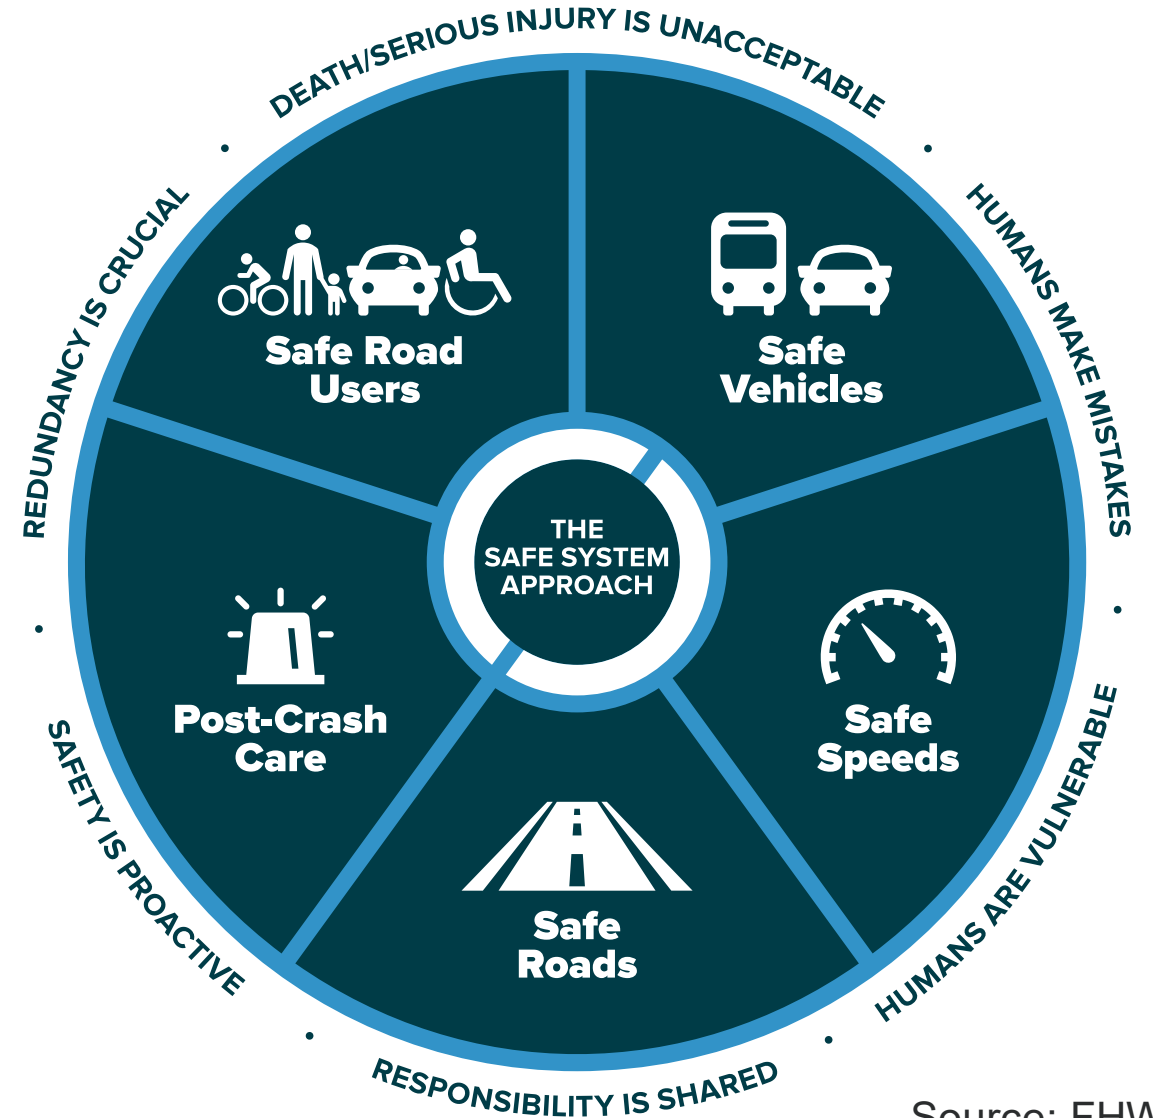 DEATH/SERIOUS INJURY IS UNACCEPTABLE
HUMANS MAKE MISTAKES
HUMANS ARE VULNERABLE
RESPONSIBILITY IS SHARED
SAFETY IS PROACTIVE
REDUNDANCY IS CRUCIAL
Safe Road
Users
Safe
Vehicles
THE
SAFE SYSTEM
APPROACH
Post-Crash
Care
Safe
Speeds
Safe
Roads
Source: